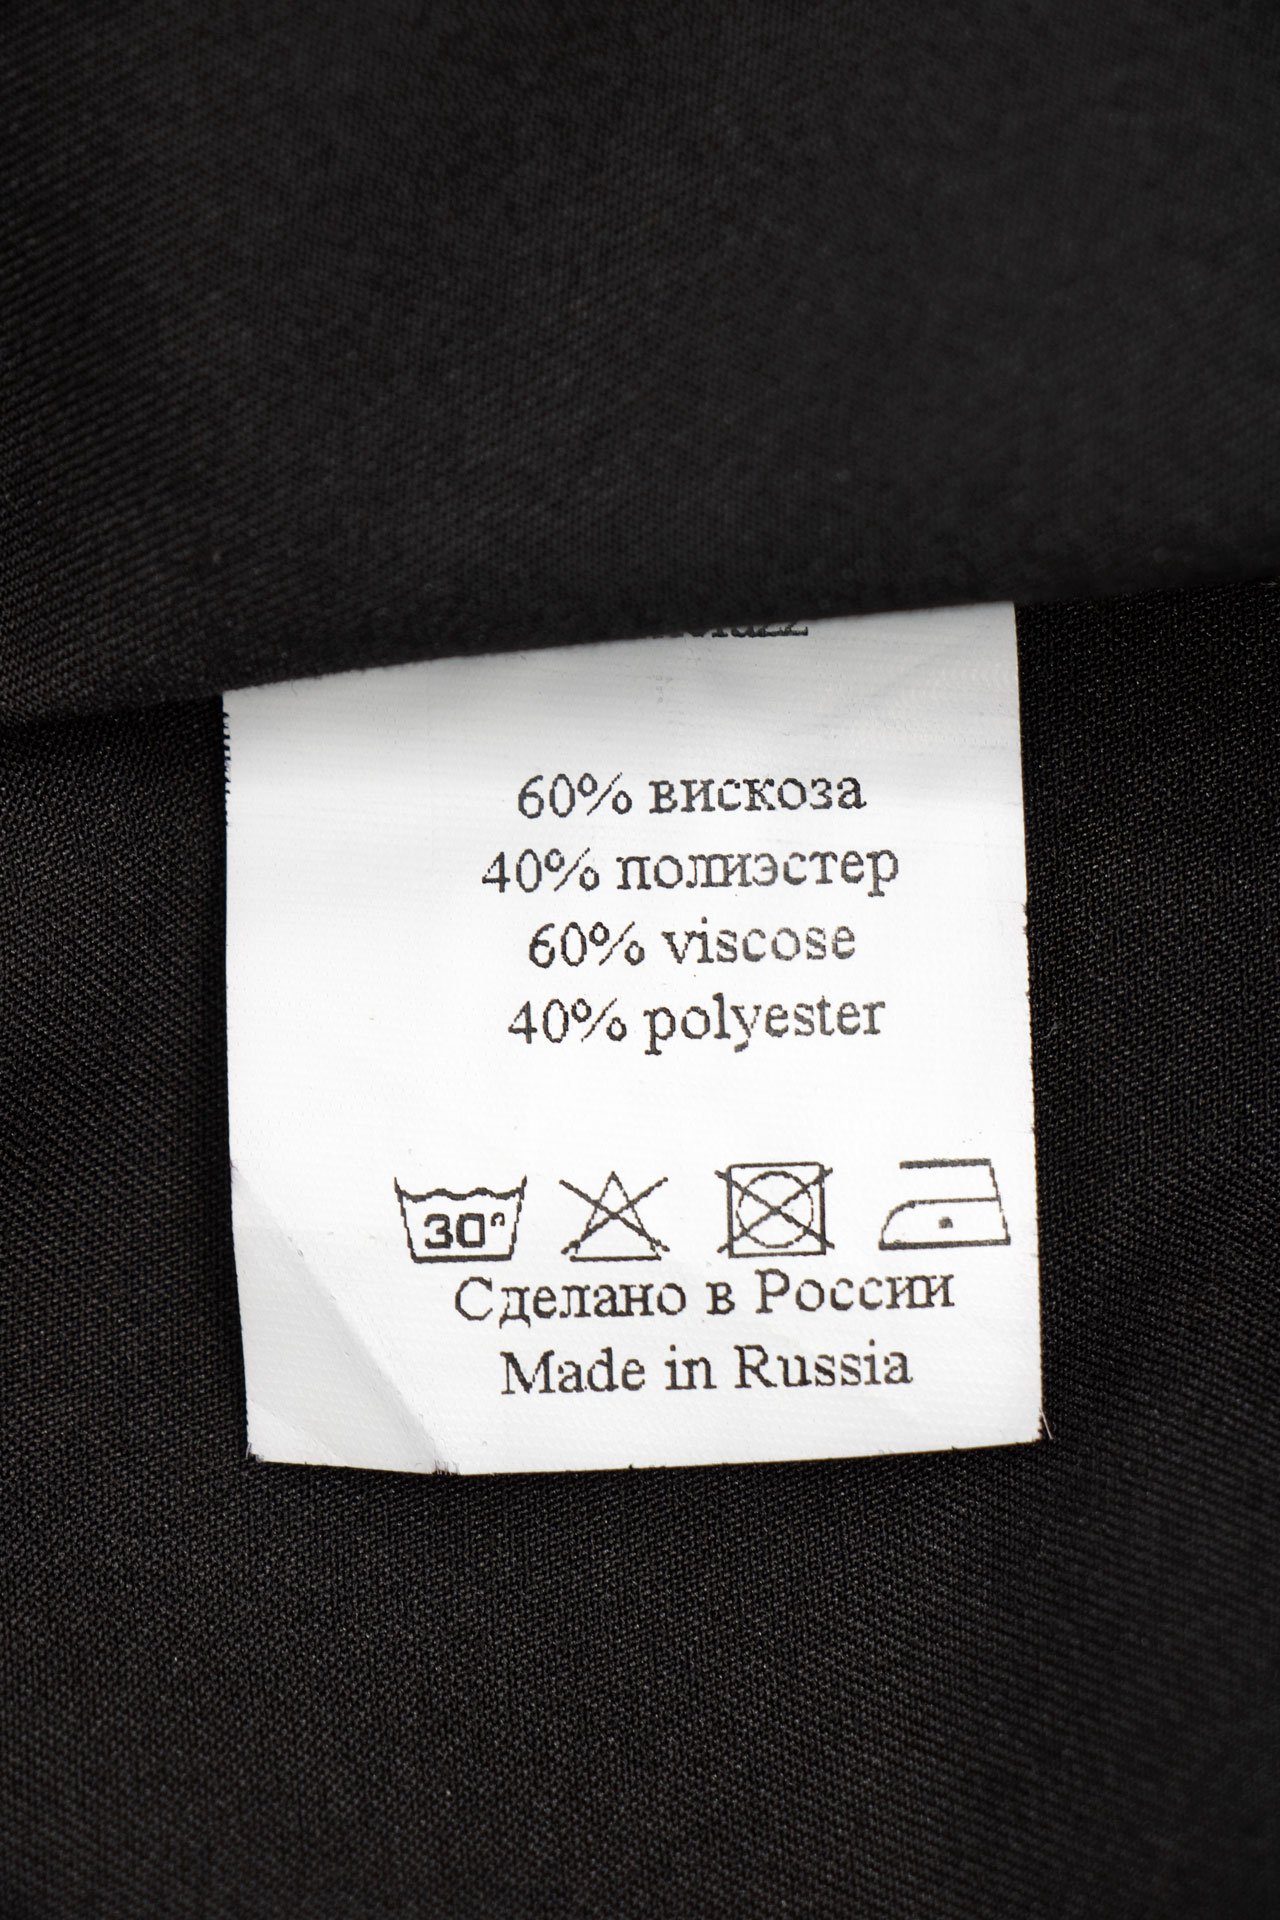 60% вискоза
40% полиэстер
60% viscose
40% polyester
30°
Сделано в России
Made in Russia